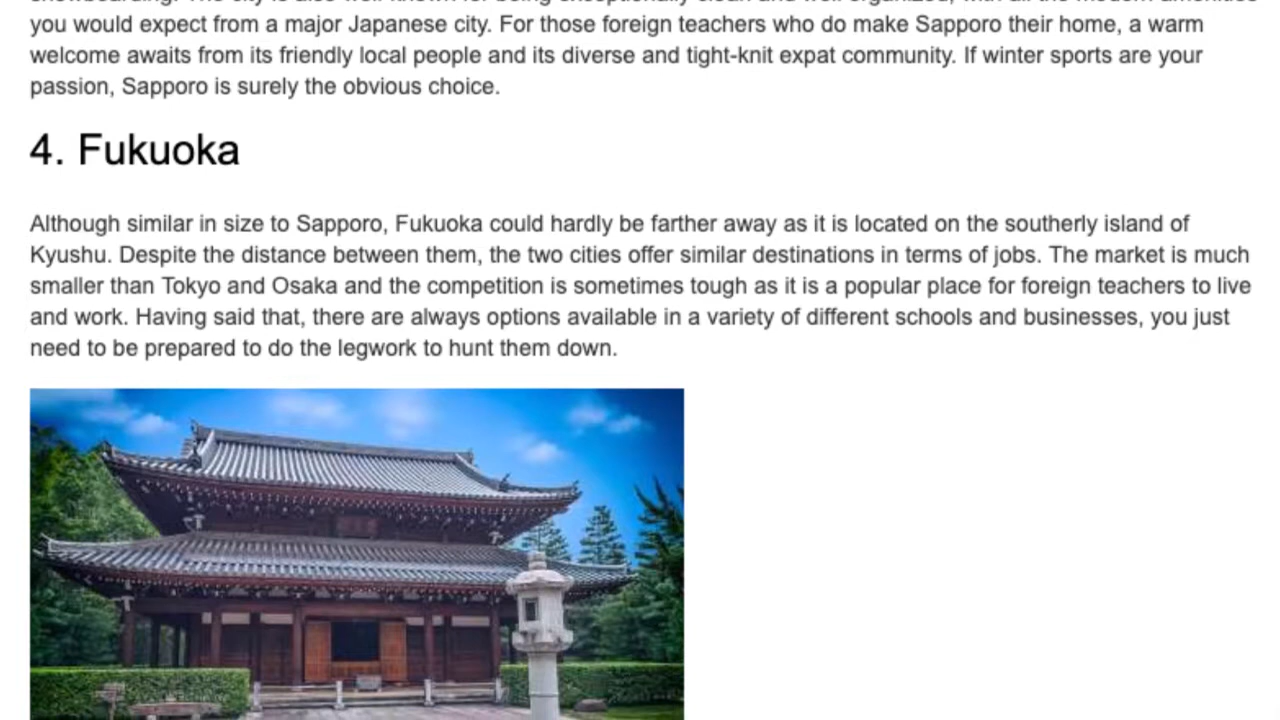 you would expect from a major Japanese city. For those foreign teachers who do make Sapporo their home, a warm
welcome awaits from its friendly local people and its diverse and tight-knit expat community. If winter sports are your
passion, Sapporo is surely the obvious choice.
4. Fukuoka
Although similar in size to Sapporo, Fukuoka could hardly be farther away as it is located on the southerly island of
Kyushu. Despite the distance between them, the two cities offer similar destinations in terms of jobs. The market is much
smaller than Tokyo and Osaka and the competition is sometimes tough as it is a popular place for foreign teachers to live
and work. Having said that, there are always options available in a variety of different schools and businesses, you just
need to be prepared to do the legwork to hunt them down.